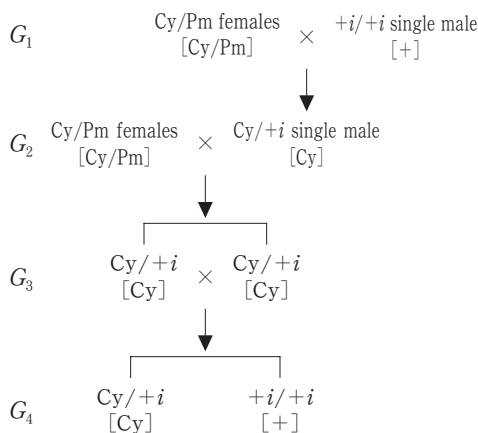 G₁ Cy/Pm females × +i/+i single male
[Cy/Pm] [+]
G₂ Cy/Pm females × Cy/+i single male
[Cy/Pm] [Cy]
G₃ Cy/+i × Cy/+i
[Cy] [Cy]
G₄ Cy/+i +i/+i
[Cy] [+]